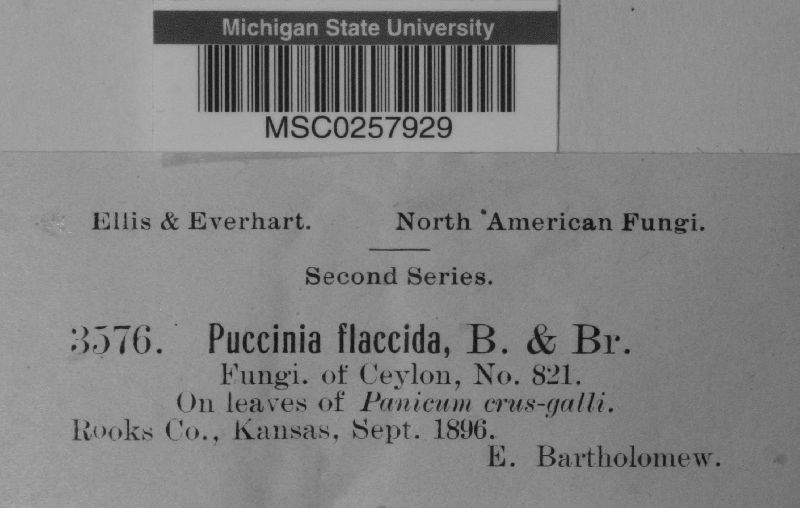 Michigan State University
MSC0257929
Ellis & Everhart. North American Fungi.
Second Series.
3576. Puccinia flaccida, B. & Br.
Fungi. of Ceylon, No. 821.
On leaves of Panicum crus-galli.
Rooks Co., Kansas, Sept. 1896.
E. Bartholomew.